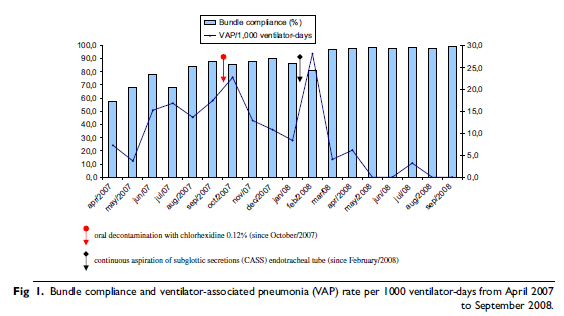 Bundle compliance (%)
VAP/1,000 ventilator-days
100,0
90,0
80,0
70,0
60,0
50,0
40,0
30,0
20,0
10,0
0,0
30,0
25,0
20,0
15,0
10,0
5,0
0,0
apr/2007
may/2007
jun/07
jul/07
aug/2007
sep/2007
oct/2007
nov/07
dec/2007
jan/08
feb/2008
mar/08
apr/2008
may/2008
jun/08
jul/08
aug/2008
sep/2008
oral decontamination with chlorhexidine 0.12% (since October/2007)
continuous aspiration of subglottic secretions (CASS) endotracheal tube (since February/2008)
Fig 1. Bundle compliance and ventilator-associated pneumonia (VAP) rate per 1000 ventilator-days from April 2007
to September 2008.